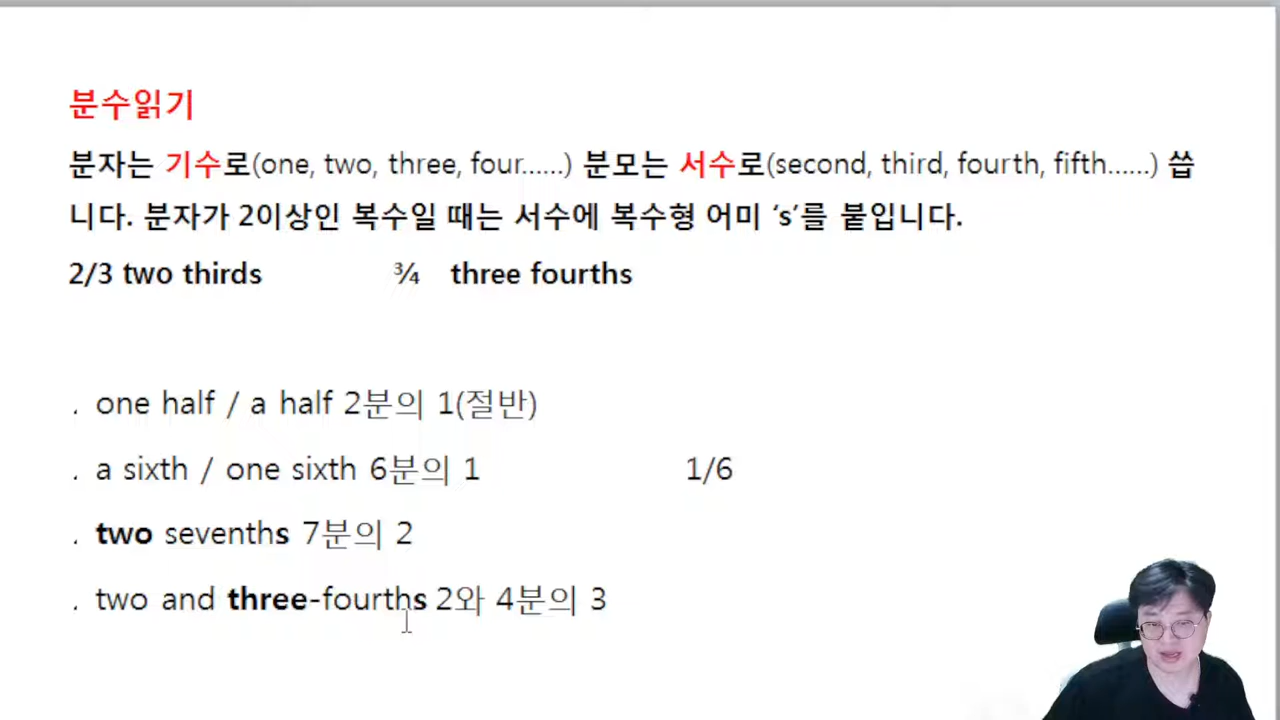 분수읽기
분자는 기수로(one, two, three, four......) 분모는 서수로(second, third, fourth, fifth......) 씁
니다. 분자가 2이상인 복수일 때는 서수에 복수형 어미 ‘s’를 붙입니다.
2/3 two thirds ¾ three fourths
. one half / a half 2분의 1(절반)
. a sixth / one sixth 6분의 1 1/6
. two sevenths 7분의 2
. two and three-fourths 2와 4분의 3